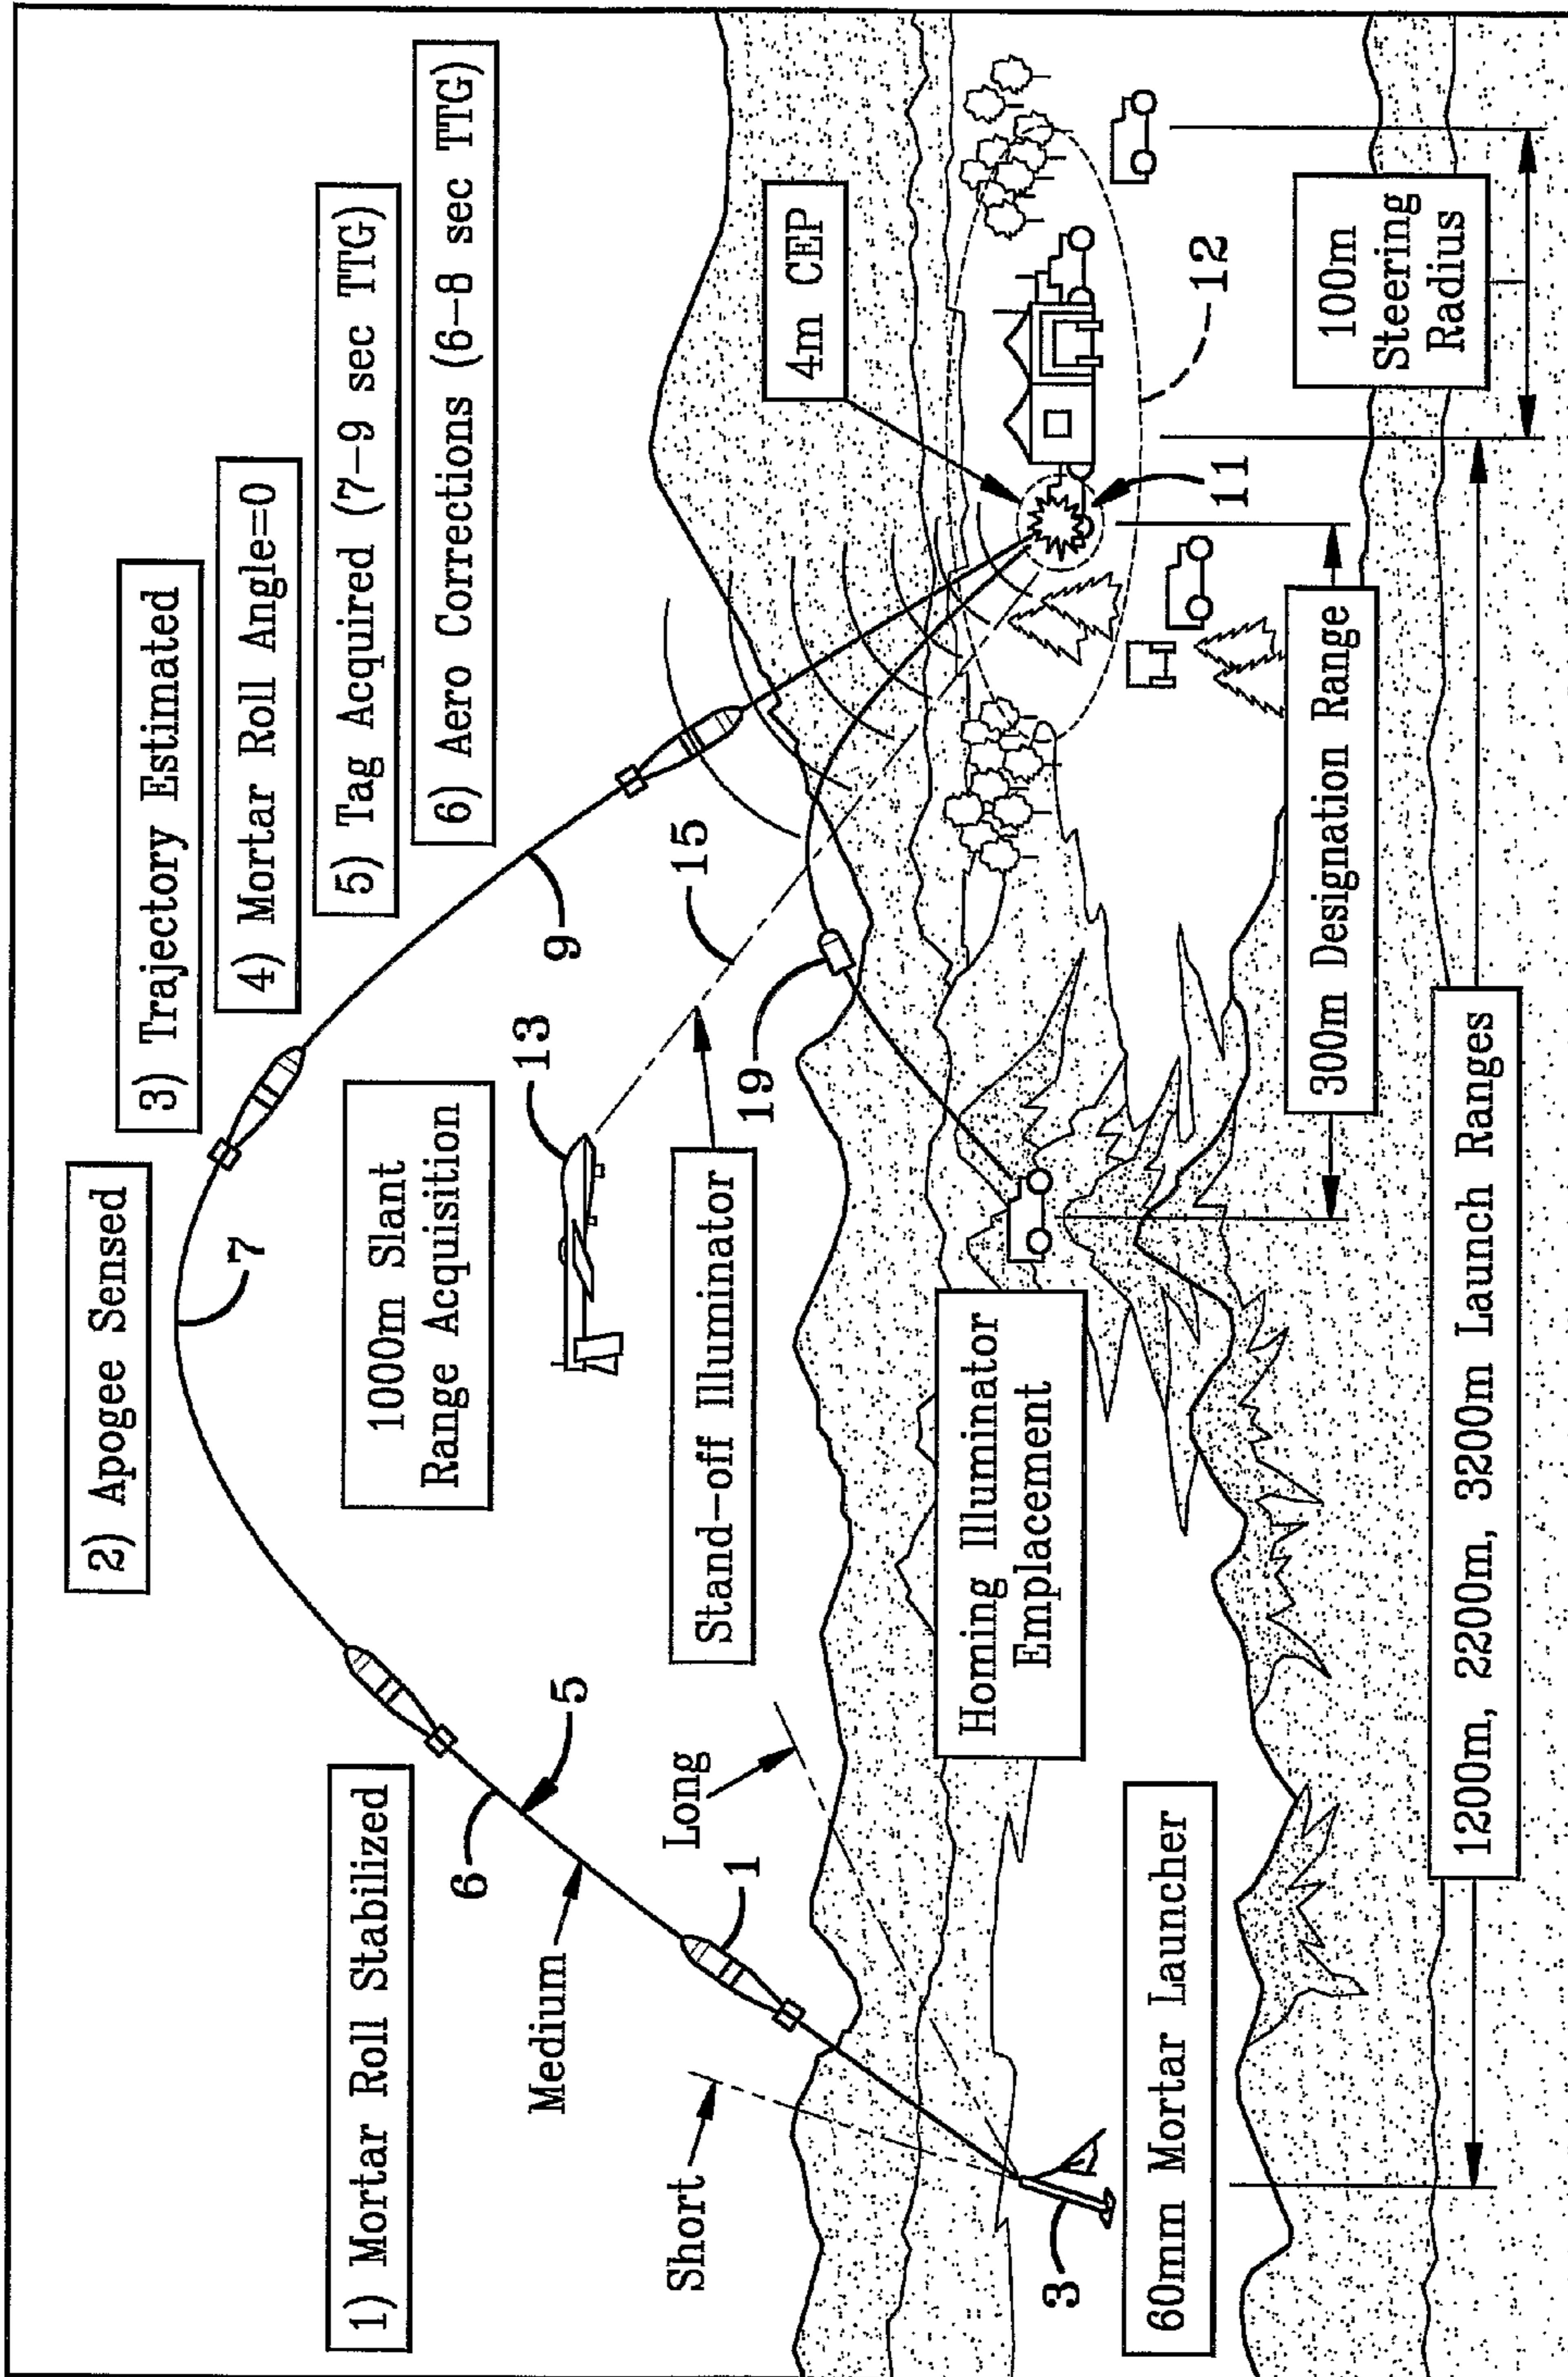 2) Apogee Sensed
3) Trajectory Estimated
4) Mortar Roll Angle=0
5) Tag Acquired (7-9 sec TTG)
6) Aero Corrections (6-8 sec TTG)
1) Mortar Roll Stabilized
7
1000m Slant
Range Acquisition
9
13
15
6
5
Medium
Stand-off Illuminator
4m CEP
Short
1
Long
19
Homing Illuminator
Emplacement
3
60mm Mortar Launcher
11
12
300m Designation Range
100m
Steering
Radius
1200m, 2200m, 3200m Launch Ranges